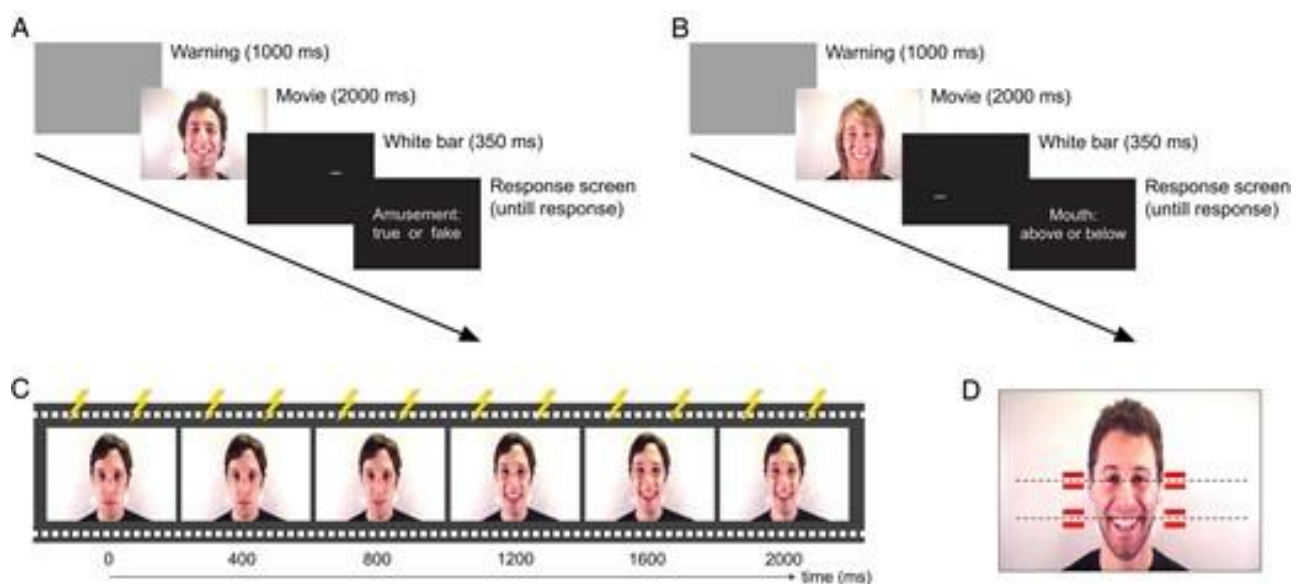 A
Warning (1000 ms)
Movie (2000 ms)
White bar (350 ms)
Response screen
(untill response)
Amusement:
true or fake
B
Warning (1000 ms)
Movie (2000 ms)
White bar (350 ms)
Response screen
(untill response)
Mouth:
above or below
C
0 400 800 1200 1600 2000
time (ms)
D